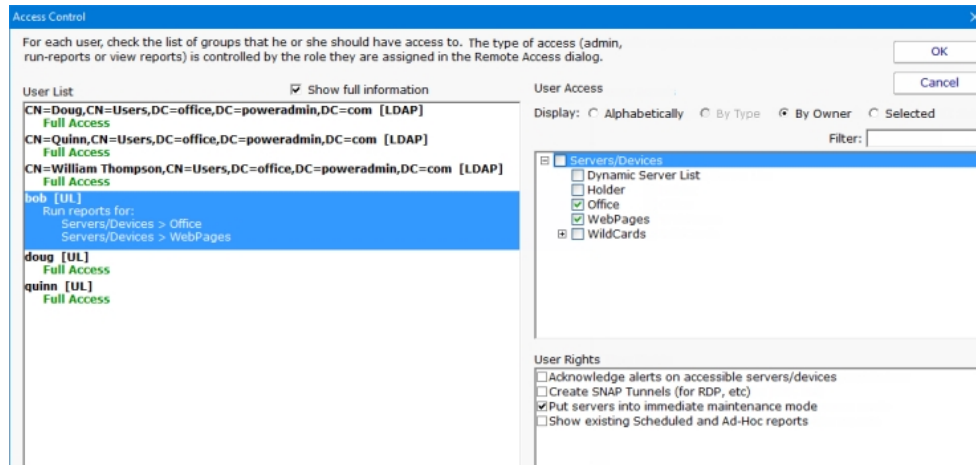 Access Control
For each user, check the list of groups that he or she should have access to. The type of access (admin,
run-reports or view reports) is controlled by the role they are assigned in the Remote Access dialog.
OK
Cancel
User List
Show full information
CN=Doug,CN=Users,DC=office,DC=poweradmin,DC=com [LDAP]
Full Access
CN=Quinn,CN=Users,DC=office,DC=poweradmin,DC=com [LDAP]
Full Access
CN=William Thompson,CN=Users,DC=office,DC=poweradmin,DC=com [LDAP]
Full Access
bob [UL]
Run reports for:
Servers/Devices > Office
Servers/Devices > WebPages
doug [UL]
Full Access
quinn [UL]
Full Access
User Access
Display: Alphabetically By Type By Owner Selected
Filter:
Servers/Devices
Dynamic Server List
Holder
Office
WebPages
WildCards
User Rights
Acknowledge alerts on accessible servers/devices
Create SNAP Tunnels (for RDP, etc)
Put servers into immediate maintenance mode
Show existing Scheduled and Ad-Hoc reports